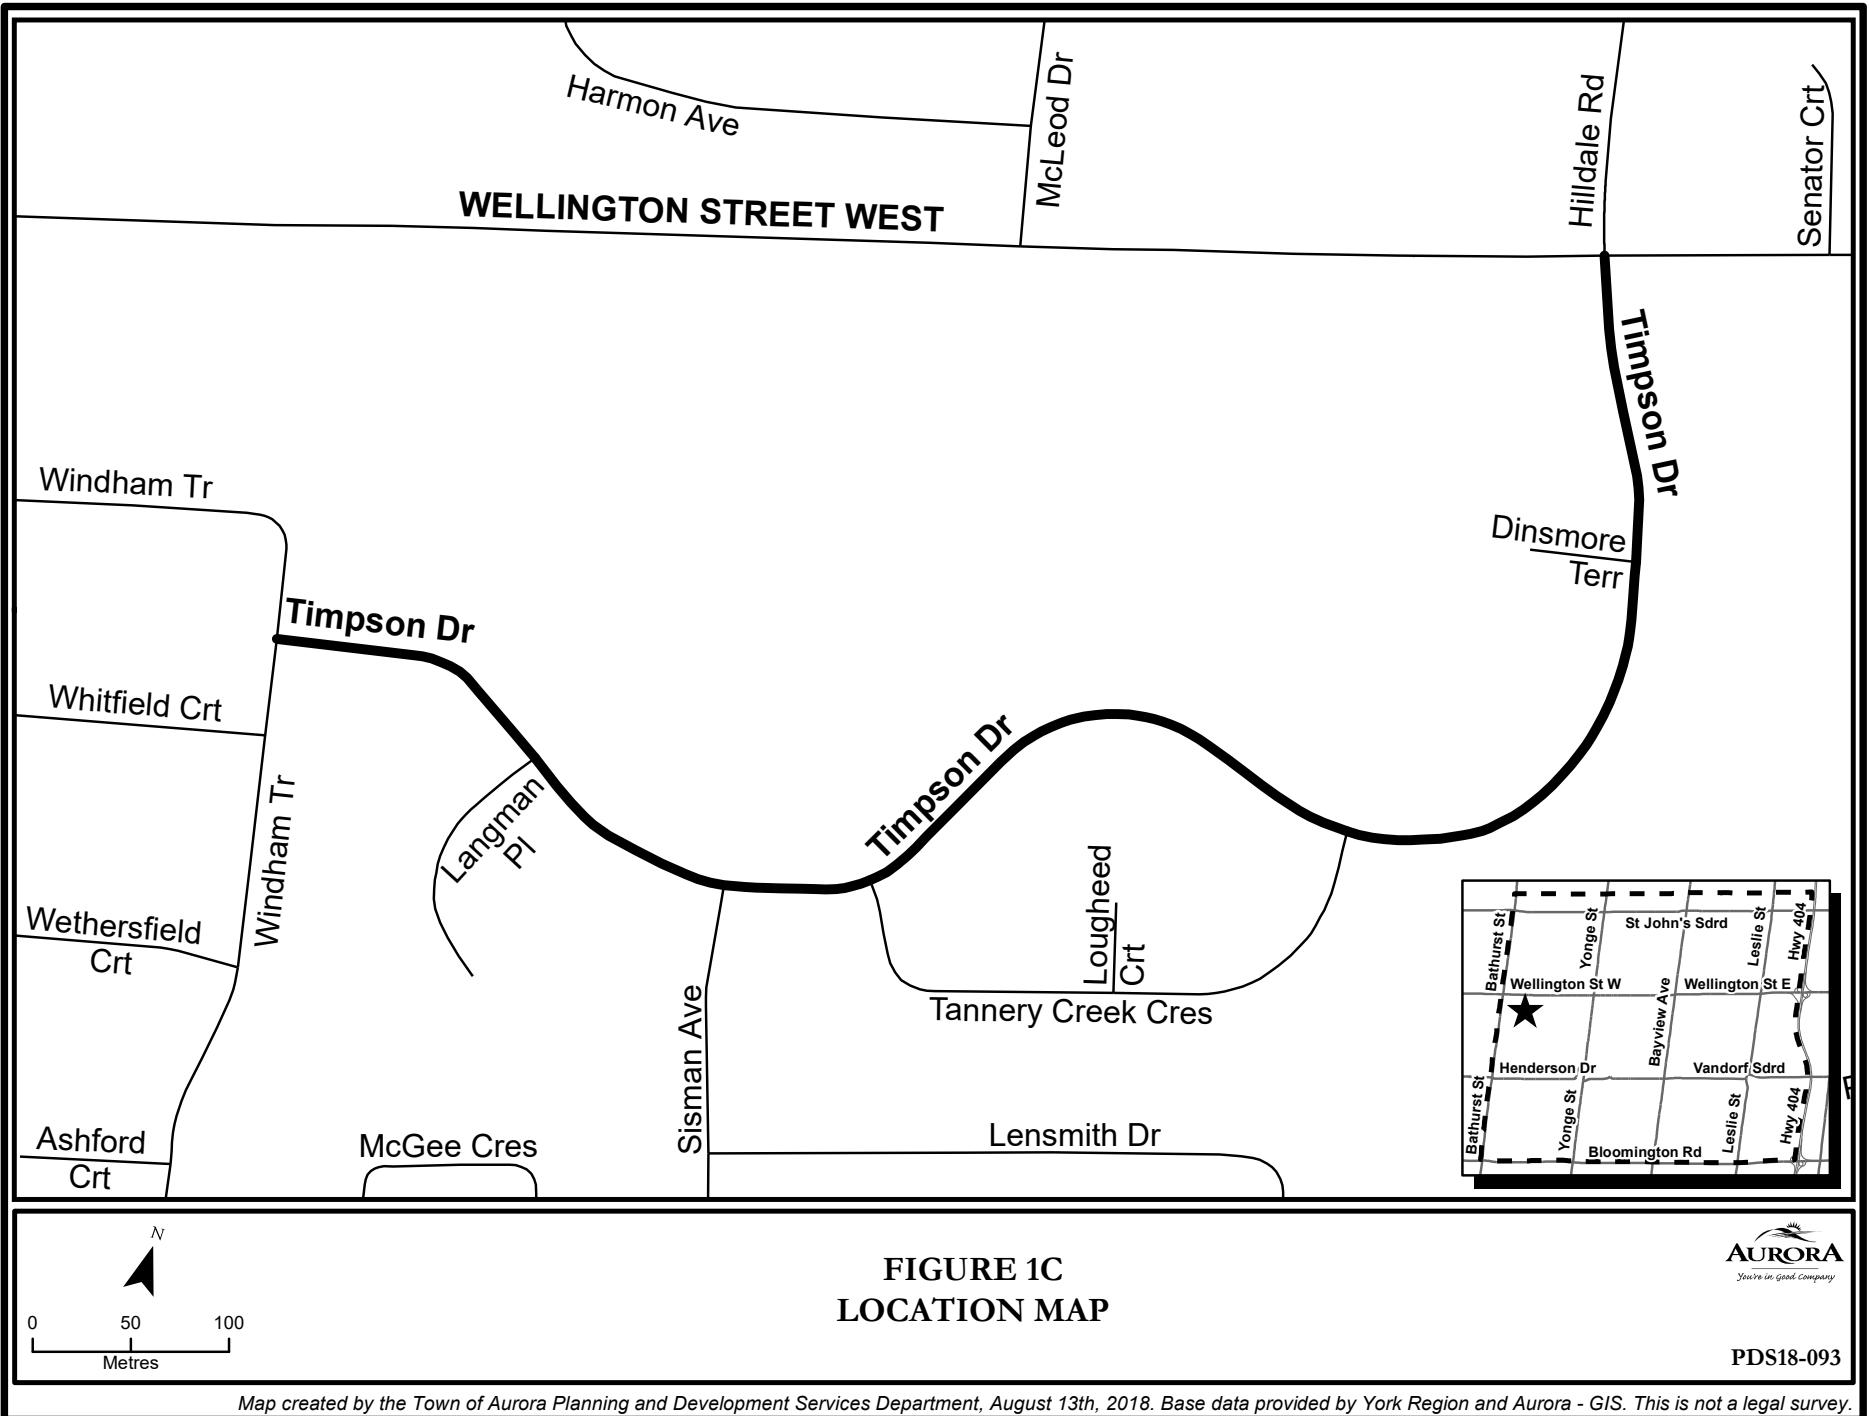 Harmon Ave
McLeod Dr
Hilldale Rd
Senator Crt
WELLINGTON STREET WEST
Timpson Dr
Windham Tr
Dinsmore
Terr
Timpson Dr
Whitfield Crt
Timpson Dr
Windham Tr
Langman
Pl
Lougheed
Crt
Wethersfield
Crt
Tannery Creek Cres
Sisman Ave
Ashford
Crt
McGee Cres
Lensmith Dr
Bathurst St
Yonge St
St John's Sdrd
Leslie St
Hwy 404
Wellington St W
Wellington St E
Bayview Ave
Henderson Dr
Vandorf Sdrd
Bathurst St
Yonge St
Leslie St
Hwy 404
Bloomington Rd
N
0 50 100
Metres
FIGURE 1C
LOCATION MAP
AURORA
You're in Good Company
PDS18-093
Map created by the Town of Aurora Planning and Development Services Department, August 13th, 2018. Base data provided by York Region and Aurora - GIS. This is not a legal survey.